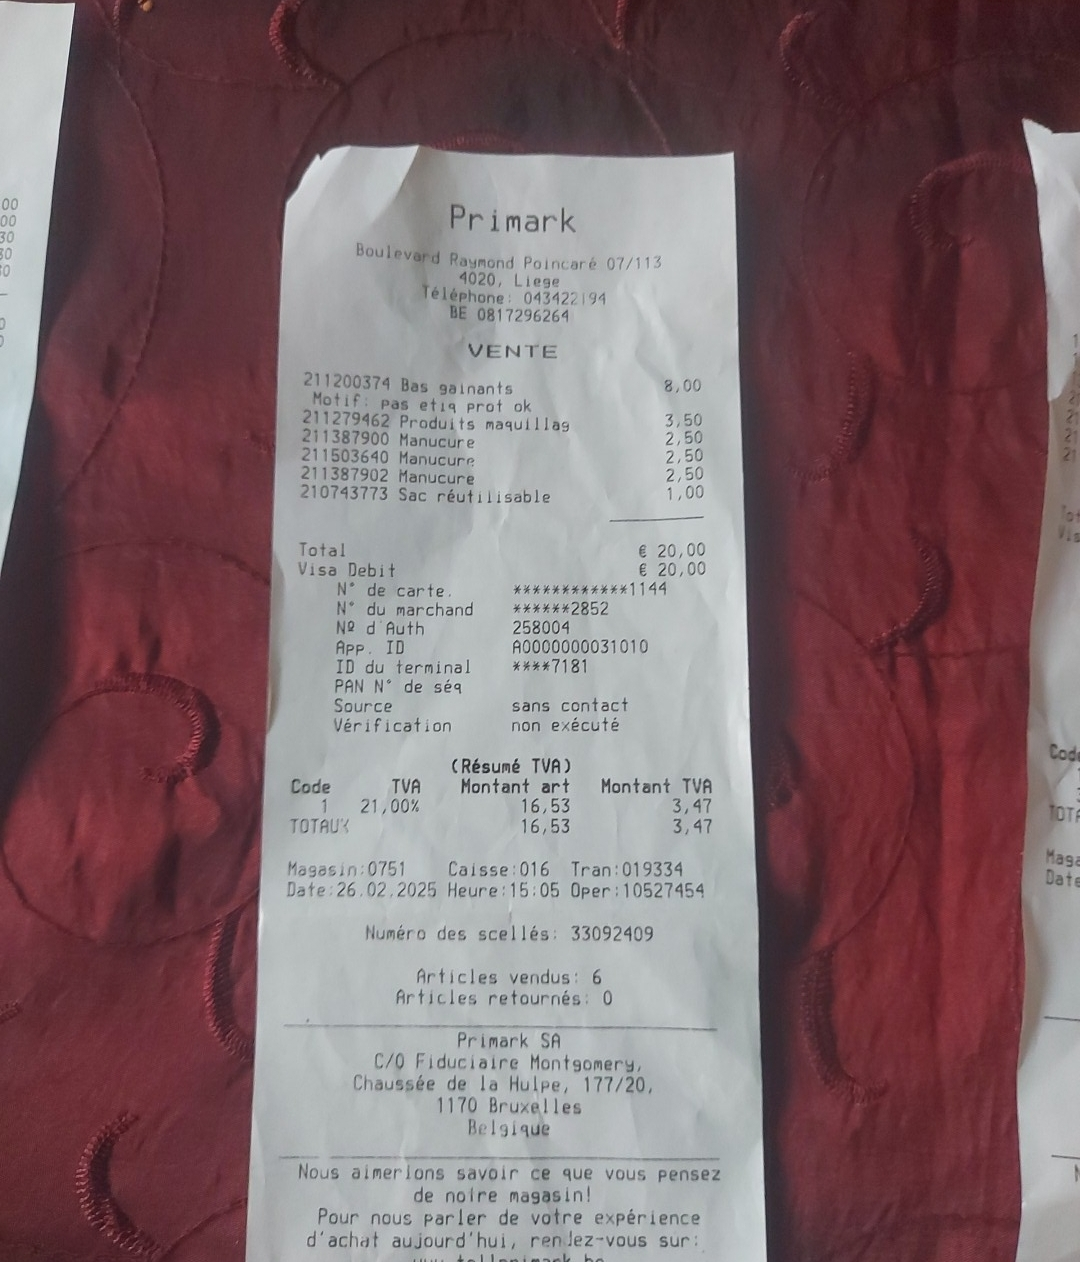 Primark
Boulevard Raymond Poincaré 07/113
4020, Liege
Téléphone: 043422194
BE 0817296264
VENTE
211200374 Bas gainants 8,00
Motif: pas etiq prot ok
211279462 Produits maquillag 3,50
211387900 Manucure 2,50
211503640 Manucure 2,50
211387902 Manucure 2,50
210743773 Sac réutilisable 1,00
Total € 20,00
Visa Debit € 20,00
N° de carte. ************1144
N° du marchand ******2852
Nº d'Auth 258004
App. ID A0000000031010
ID du terminal ****7181
PAN N° de séq
Source sans contact
Vérification non exécuté
(Résumé TVA)
Code TVA Montant art Montant TVA
1 21,00% 16,53 3,47
TOTAUX 16,53 3,47
Magasin:0751 Caisse:016 Tran:019334
Date:26.02.2025 Heure:15:05 Oper:10527454
Numéro des scellés: 33092409
Articles vendus: 6
Articles retournés: 0
Primark SA
C/O Fiduciaire Montgomery,
Chaussée de la Hulpe, 177/20,
1170 Bruxelles
Belgique
Nous aimerions savoir ce que vous pensez
de notre magasin!
Pour nous parler de votre expérience
d'achat aujourd'hui, rendez-vous sur: